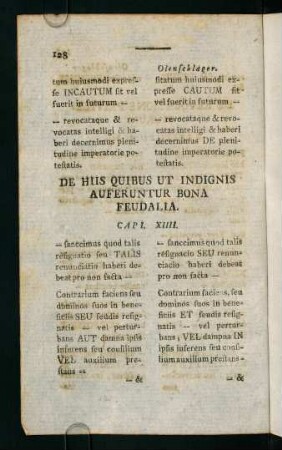 128
Olenschlager.
tum huiusmodi expres-
se INCAUTUM sit vel
fuerit in futurum —
— revocataque & re-
vocatas intelligi & ha-
beri decernimus pleni-
tudine imperatorie po-
testatis.
sitatum huiusmodi ex-
presse CAUTUM sit
vel fuerit in futurum —
— revocataque & revo-
catas intelligi & haberi
decernimus DE pleni-
tudine imperatorie po-
testatis.
DE HIIS QUIBUS UT INDIGNIS
AUFERUNTUR BONA
FEUDALIA.
CAPI. XIIII.
— sanccimus quod talis
resignatio seu TALIS
renunciatio haberi de-
beat pro non facta —
Contrarium faciens seu
dominos suos in bene-
ficiis SEU feudis resig-
natis — vel pertur-
bans AUT damna ipsis
inferens seu consilium
VEL auxilium pre-
stans —
— &
— sanccimus quod talis
resignacio SEU renun-
ciacio haberi debeat
pro non facta —
Contrarium faciens, seu
dominos suos in bene-
ficiis ET feudis resig-
natis — vel pertur-
bans; VEL dampna IN
ipsis inferens seu consi-
lium auxilium prestans —
— &